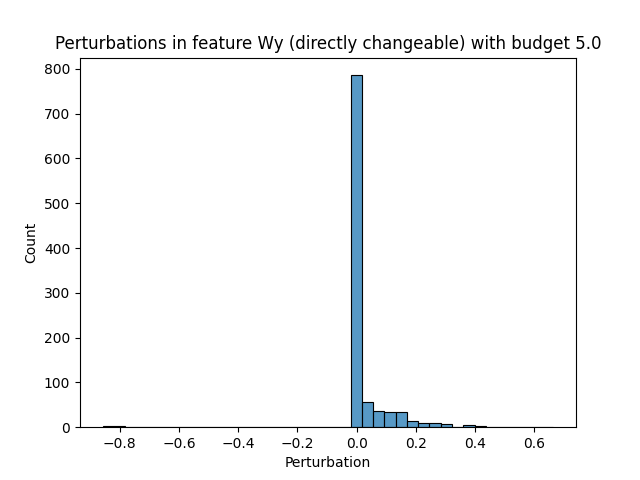 Perturbations in feature Wy (directly changeable) with budget 5.0
800
700
600
500
400
300
200
100
0
Count
−0.8 −0.6 −0.4 −0.2 0.0 0.2 0.4 0.6
Perturbation